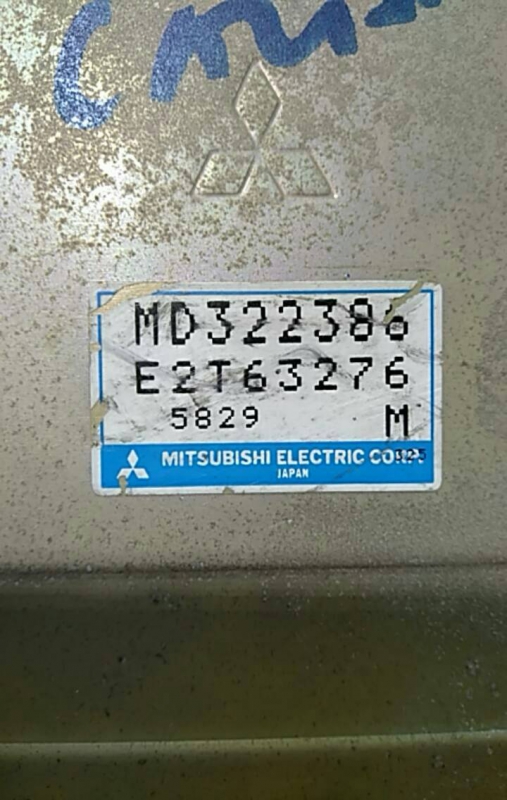 MD322386
E2T63276
5829 M
MITSUBISHI ELECTRIC CORP.
JAPAN